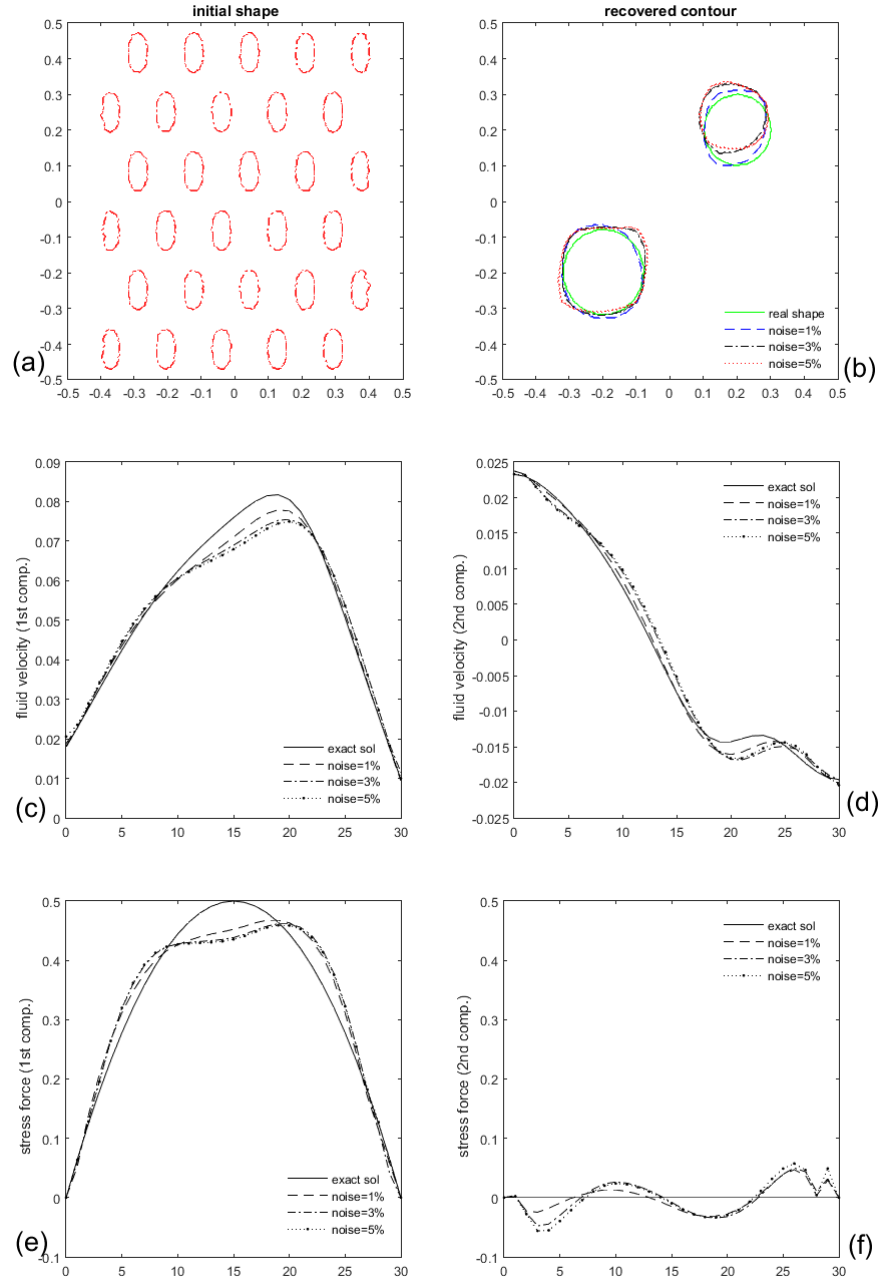 initial shape
0.5
0.4
0.3
0.2
0.1
0
-0.1
-0.2
-0.3
-0.4
-0.5
-0.5 -0.4 -0.3 -0.2 -0.1 0 0.1 0.2 0.3 0.4 0.5
(a)
recovered contour
0.5
0.4
0.3
0.2
0.1
0
-0.1
-0.2
-0.3
-0.4
-0.5
-0.5 -0.4 -0.3 -0.2 -0.1 0 0.1 0.2 0.3 0.4 0.5
real shape
noise=1%
noise=3%
noise=5%
(b)
0.09
0.08
0.07
0.06
0.05
0.04
0.03
0.02
0.01
0
0 5 10 15 20 25 30
fluid velocity (1st comp.)
exact sol
noise=1%
noise=3%
noise=5%
(c)
0.025
0.02
0.015
0.01
0.005
0
-0.005
-0.01
-0.015
-0.02
-0.025
0 5 10 15 20 25 30
fluid velocity (2nd comp.)
exact sol
noise=1%
noise=3%
noise=5%
(d)
0.5
0.4
0.3
0.2
0.1
0
-0.1
0 5 10 15 20 25 30
stress force (1st comp.)
exact sol
noise=1%
noise=3%
noise=5%
(e)
0.5
0.4
0.3
0.2
0.1
0
-0.1
0 5 10 15 20 25 30
stress force (2nd comp.)
exact sol
noise=1%
noise=3%
noise=5%
(f)